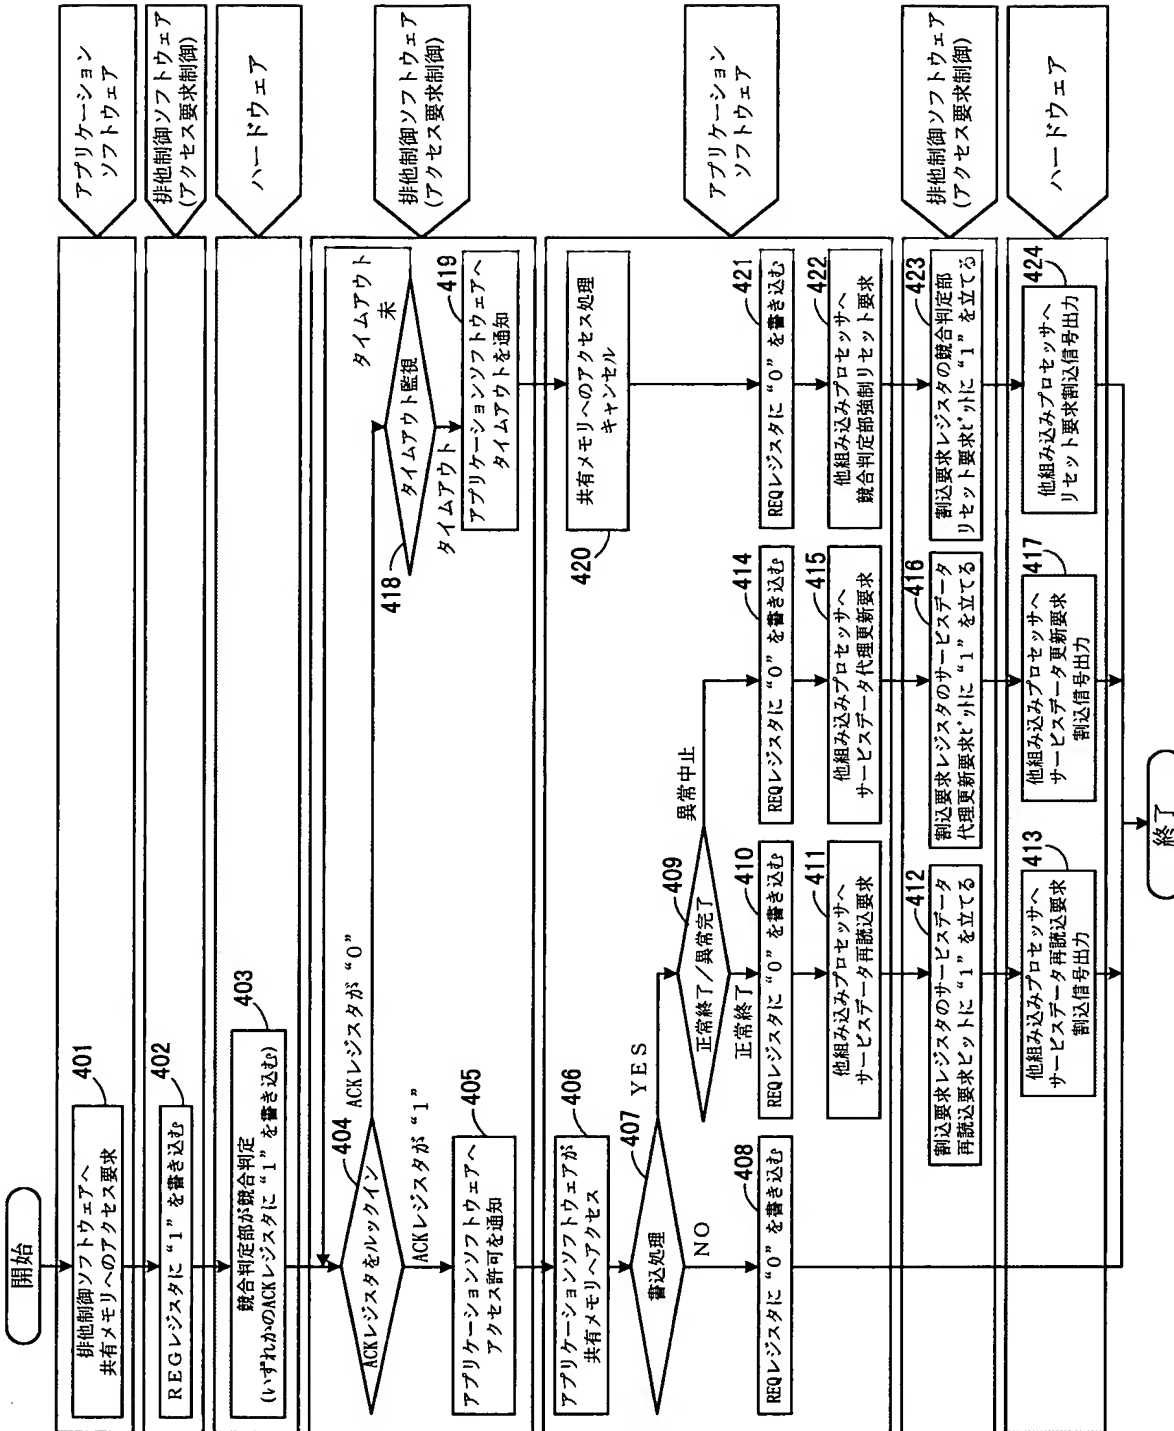 開始
アプリケーション
ソフトウェア
排他制御ソフトウェアへ
共有メモリへのアクセス要求
401
排他制御ソフトウェア
(アクセス要求制御)
REGレジスタに“1”を書き込む
402
ハードウェア
競合判定部が競合判定
(いずれかのACKレジスタに“1”を書き込む)
403
排他制御ソフトウェア
(アクセス要求制御)
ACKレジスタをルックイン
404
ACKレジスタが“0”
ACKレジスタが“1”
アプリケーションソフトウェアへ
アクセス許可を通知
405
タイムアウト監視
418
タイムアウト
未
タイムアウト
アプリケーションソフトウェアへ
タイムアウトを通知
419
アプリケーション
ソフトウェア
アプリケーションソフトウェアが
共有メモリへアクセス
406
書込処理
407
YES
NO
REQレジスタに“0”を書き込む
408
正常終了/異常完了
409
正常終了
異常中止
REQレジスタに“0”を書き込む
410
他組み込みプロセッサへ
サービスデータ再読込要求
411
REQレジスタに“0”を書き込む
414
他組み込みプロセッサへ
サービスデータ代理更新要求
415
共有メモリへのアクセス処理
キャンセル
420
REQレジスタに“0”を書き込む
421
他組み込みプロセッサへ
競合判定部強制リセット要求
422
排他制御ソフトウェア
(アクセス要求制御)
割込要求レジスタのサービスデータ
再読込要求ビットに“1”を立てる
412
割込要求レジスタのサービスデータ
代理更新要求ビットに“1”を立てる
416
割込要求レジスタの競合判定部
リセット要求ビットに“1”を立てる
423
ハードウェア
他組み込みプロセッサへ
サービスデータ再読込要求
割込信号出力
413
他組み込みプロセッサへ
サービスデータ更新要求
割込信号出力
417
他組み込みプロセッサへ
リセット要求割込信号出力
424
終了